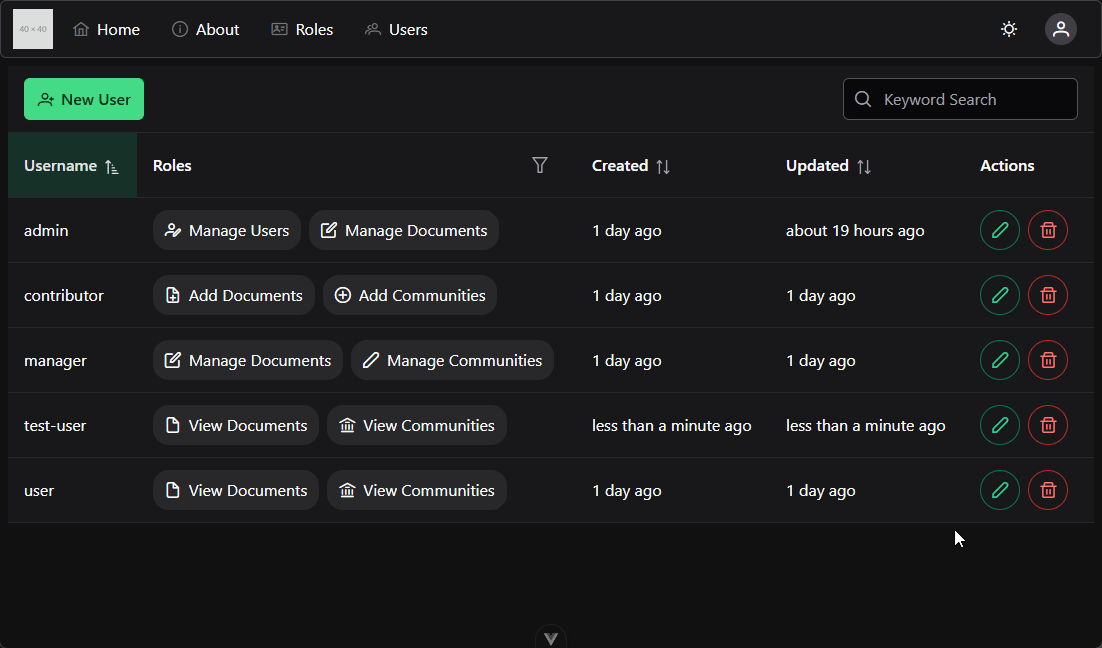 40 × 40 Home About Roles Users
New User Keyword Search
Username Roles Created Updated Actions
admin Manage Users Manage Documents 1 day ago about 19 hours ago
contributor Add Documents Add Communities 1 day ago 1 day ago
manager Manage Documents Manage Communities 1 day ago 1 day ago
test-user View Documents View Communities less than a minute ago less than a minute ago
user View Documents View Communities 1 day ago 1 day ago